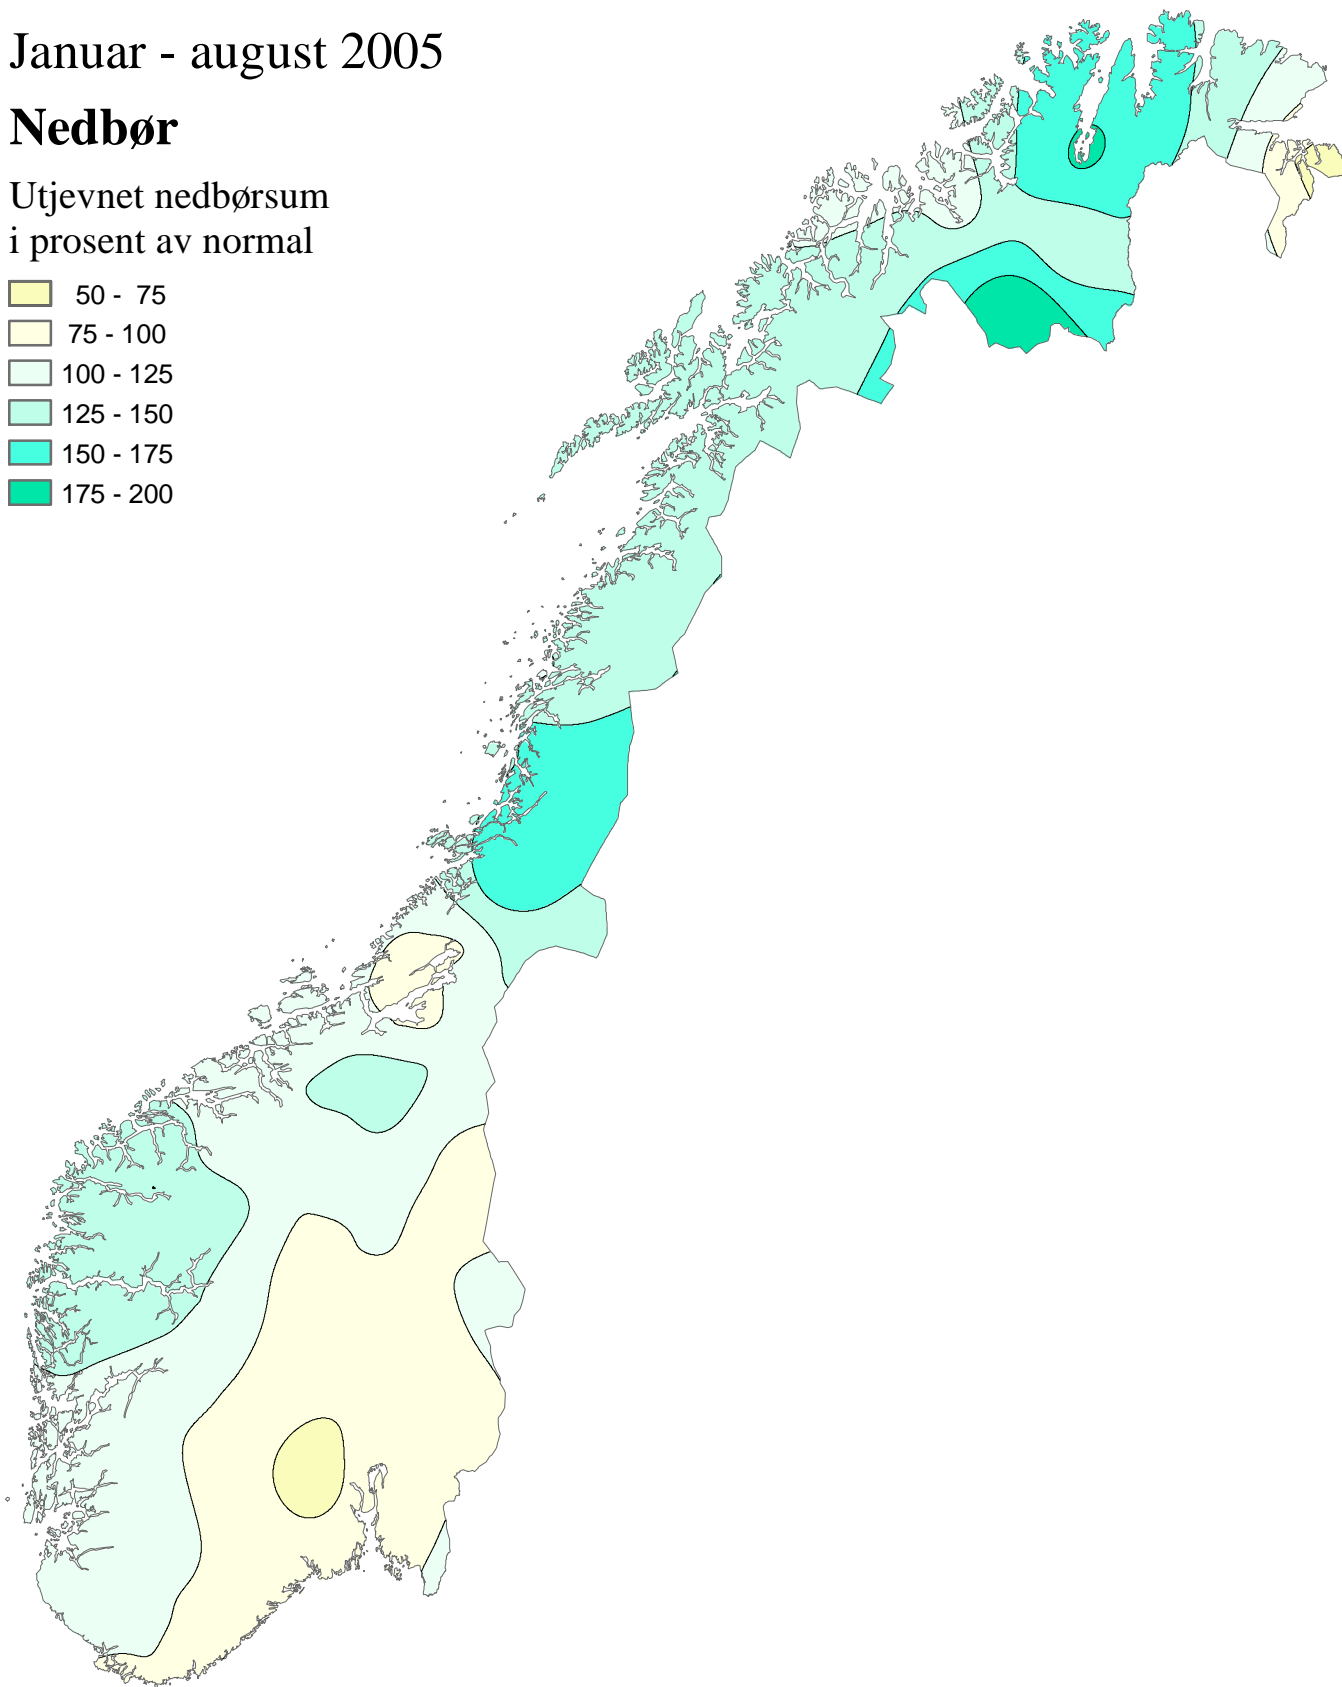 Januar - august 2005
Nedbør
Utjevnet nedbørsum
i prosent av normal
50 - 75
75 - 100
100 - 125
125 - 150
150 - 175
175 - 200